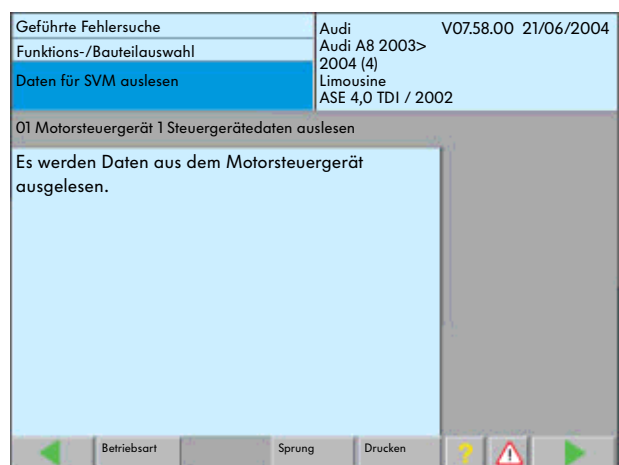 Geführte Fehlersuche
Funktions-/Bauteilauswahl
Daten für SVM auslesen
Audi V07.58.00 21/06/2004
Audi A8 2003>
2004 (4)
Limousine
ASE 4,0 TDI / 2002
01 Motorsteuergerät 1 Steuergerätedaten auslesen
Es werden Daten aus dem Motorsteuergerät
ausgelesen.
Betriebsart Sprung Drucken ?